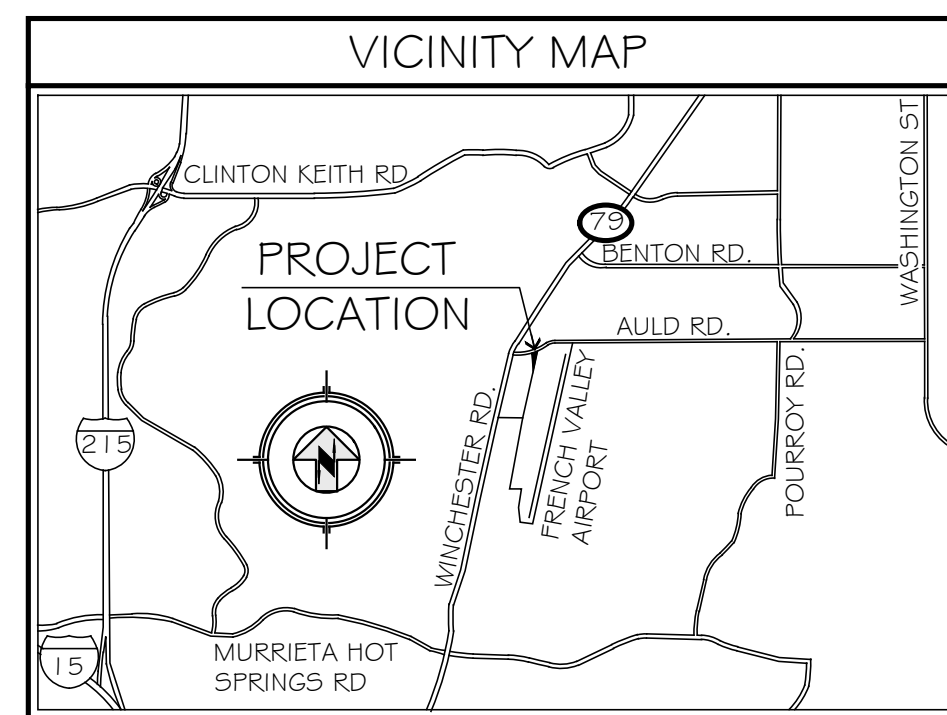 VICINITY MAP
CLINTON KEITH RD
WASHINGTON ST
79
PROJECT
LOCATION
BENTON RD.
AULD RD.
WINCHESTER RD.
FRENCH VALLEY
AIRPORT
POURROY RD.
215
N
MURRIETA HOT
SPRINGS RD
15